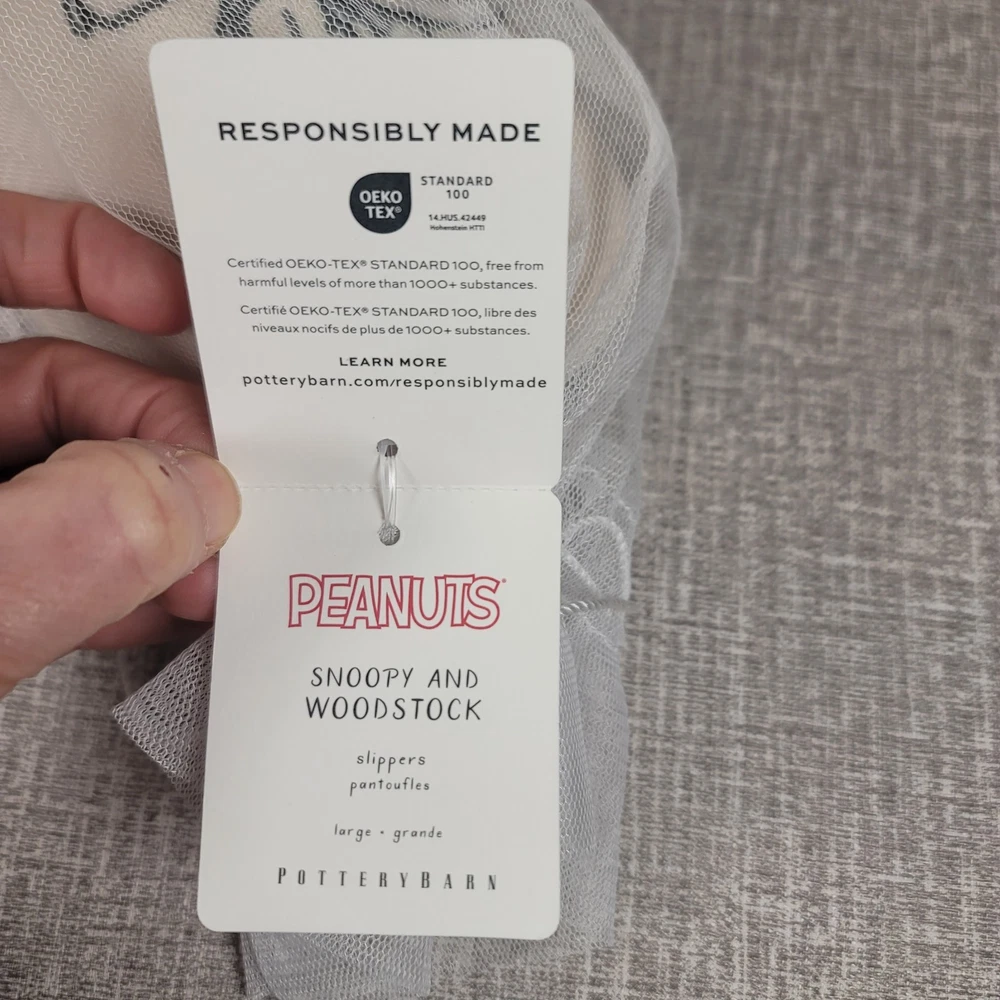 RESPONSIBLY MADE
OEKO
TEX®
STANDARD
100
14.HUS.42449
Hohenstein HTTI
Certified OEKO-TEX® STANDARD 100, free from
harmful levels of more than 1000+ substances.
Certifié OEKO-TEX® STANDARD 100, libre des
niveaux nocifs de plus de 1000+ substances.
LEARN MORE
potterybarn.com/responsiblymade
PEANUTS®
SNOOPY AND
WOODSTOCK
slippers
pantoufles
large • grande
POTTERYBARN